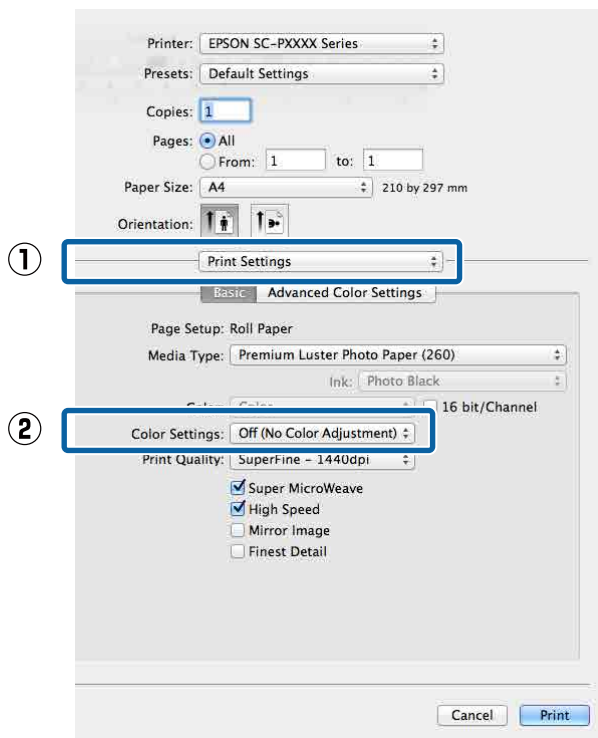 Printer: EPSON SC-PXXXX Series
Presets: Default Settings
Copies: 1
Pages: All
From: 1 to: 1
Paper Size: A4 210 by 297 mm
Orientation:
① Print Settings
Basic Advanced Color Settings
Page Setup: Roll Paper
Media Type: Premium Luster Photo Paper (260)
Ink: Photo Black
Color: Color 16 bit/Channel
② Color Settings: Off (No Color Adjustment)
Print Quality: SuperFine – 1440dpi
Super MicroWeave
High Speed
Mirror Image
Finest Detail
Cancel Print